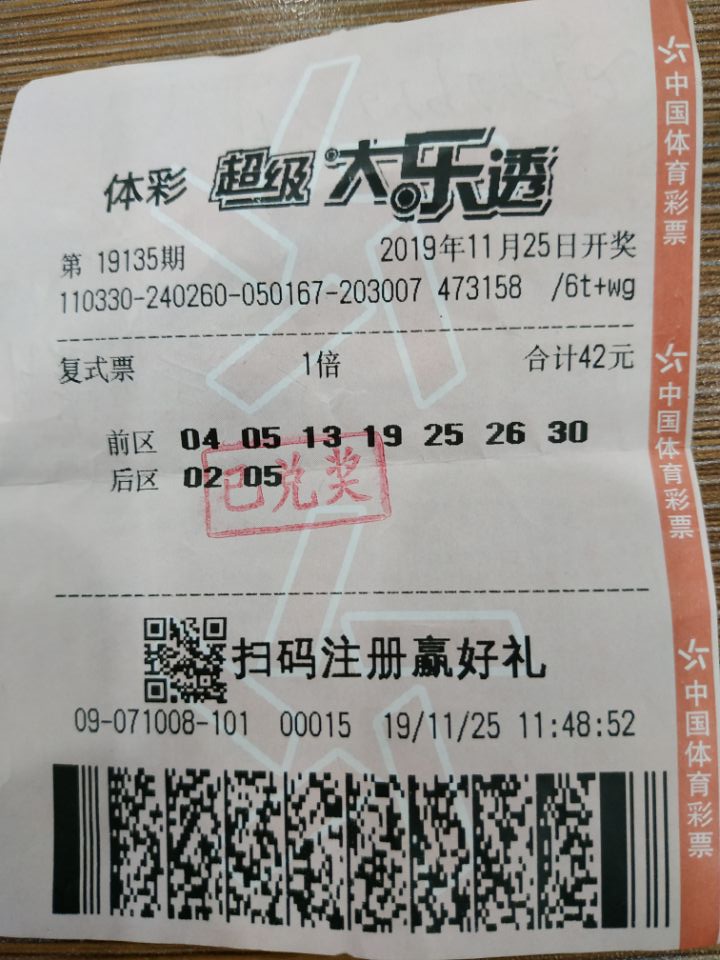 体彩 超级大乐透
第 19135期 2019年11月25日开奖
110330-240260-050167-203007 473158 /6t+wg
复式票 1倍 合计42元
前区 04 05 13 19 25 26 30
后区 02 05
已兑奖
扫码注册赢好礼
09-071008-101 00015 19/11/25 11:48:52
中国体育彩票
中国体育彩票
中国体育彩票